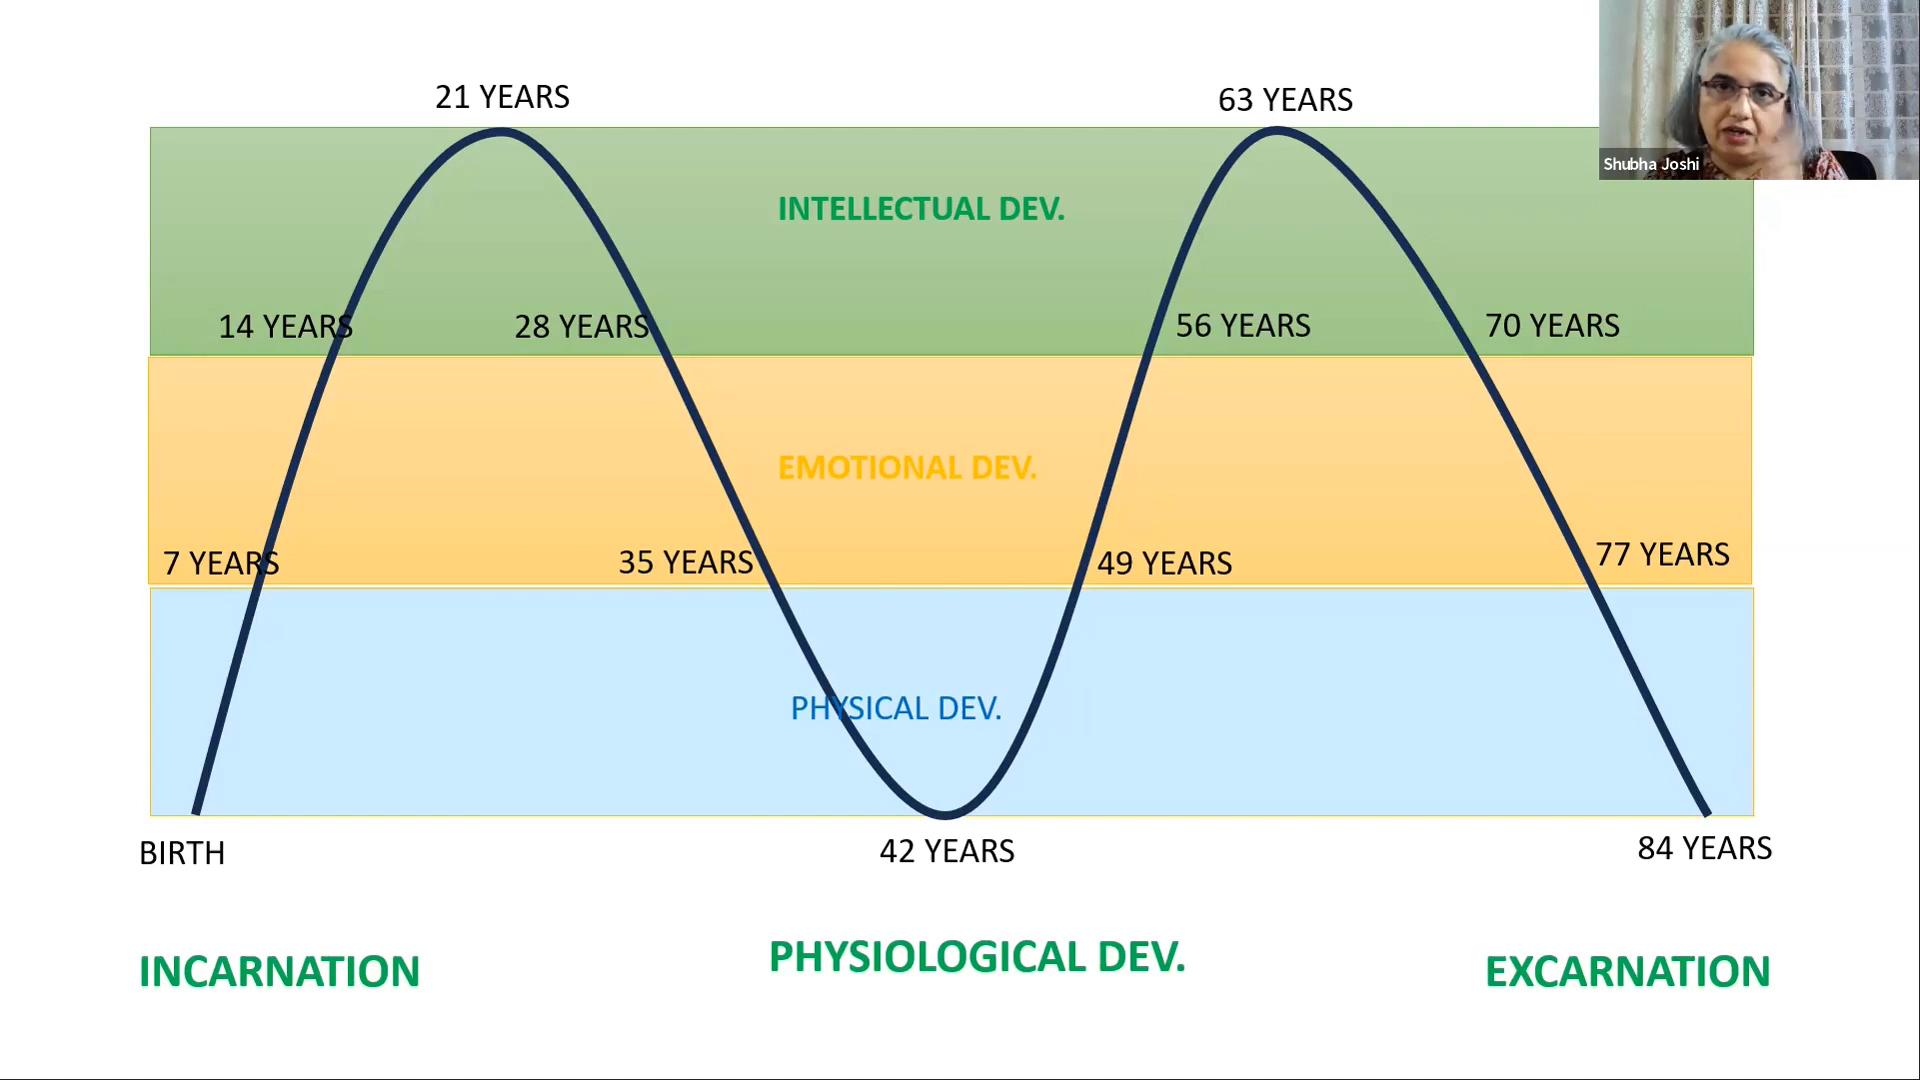 21 YEARS
63 YEARS
Shubha Joshi
INTELLECTUAL DEV.
14 YEARS
28 YEARS
56 YEARS
70 YEARS
EMOTIONAL DEV.
7 YEARS
35 YEARS
49 YEARS
77 YEARS
PHYSICAL DEV.
BIRTH
42 YEARS
84 YEARS
INCARNATION
PHYSIOLOGICAL DEV.
EXCARNATION